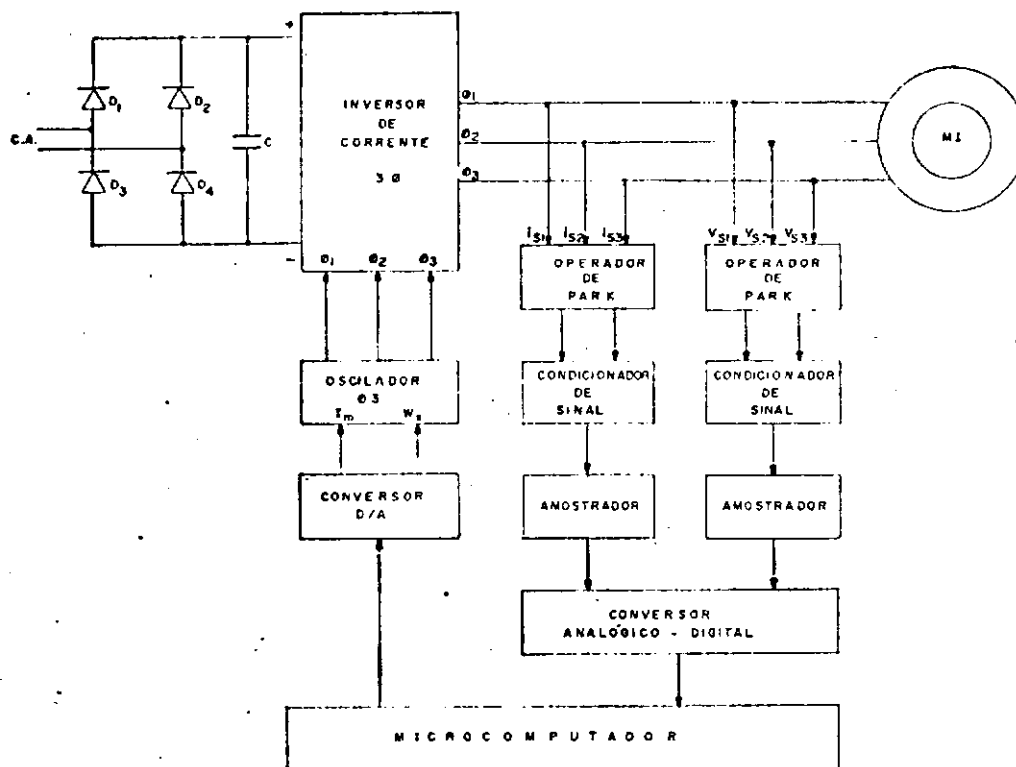 +
D1
D2
C.A.
C
D3
D4
-
INVERSOR
DE
CORRENTE
3 Ø
Ø1
Ø2
Ø3
Ø1 Ø2 Ø3
MI
iS1 iS2 iS3
VS1 VS2 VS3
OPERADOR
DE
PARK
OPERADOR
DE
PARK
OSCILADOR
Ø3
CONDICIONADOR
DE
SINAL
CONDICIONADOR
DE
SINAL
CONVERSOR
D/A
AMOSTRADOR
AMOSTRADOR
CONVERSOR
ANALÓGICO - DIGITAL
MICROCOMPUTADOR